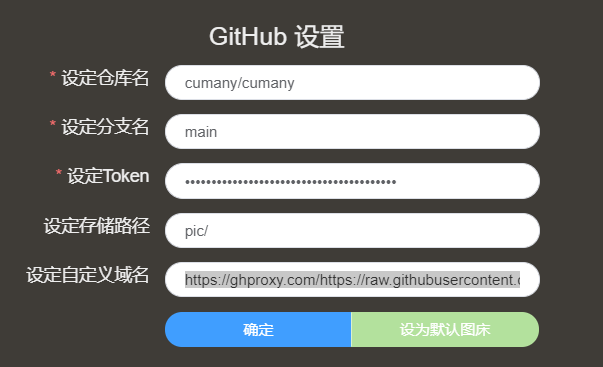 GitHub 设置
* 设定仓库名 cumany/cumany
* 设定分支名 main
* 设定Token ••••••••••••••••••••••••••••••••••••••••
设定存储路径 pic/
设定自定义域名 https://ghproxy.com/https://raw.githubusercontent.c
确定 设为默认图床